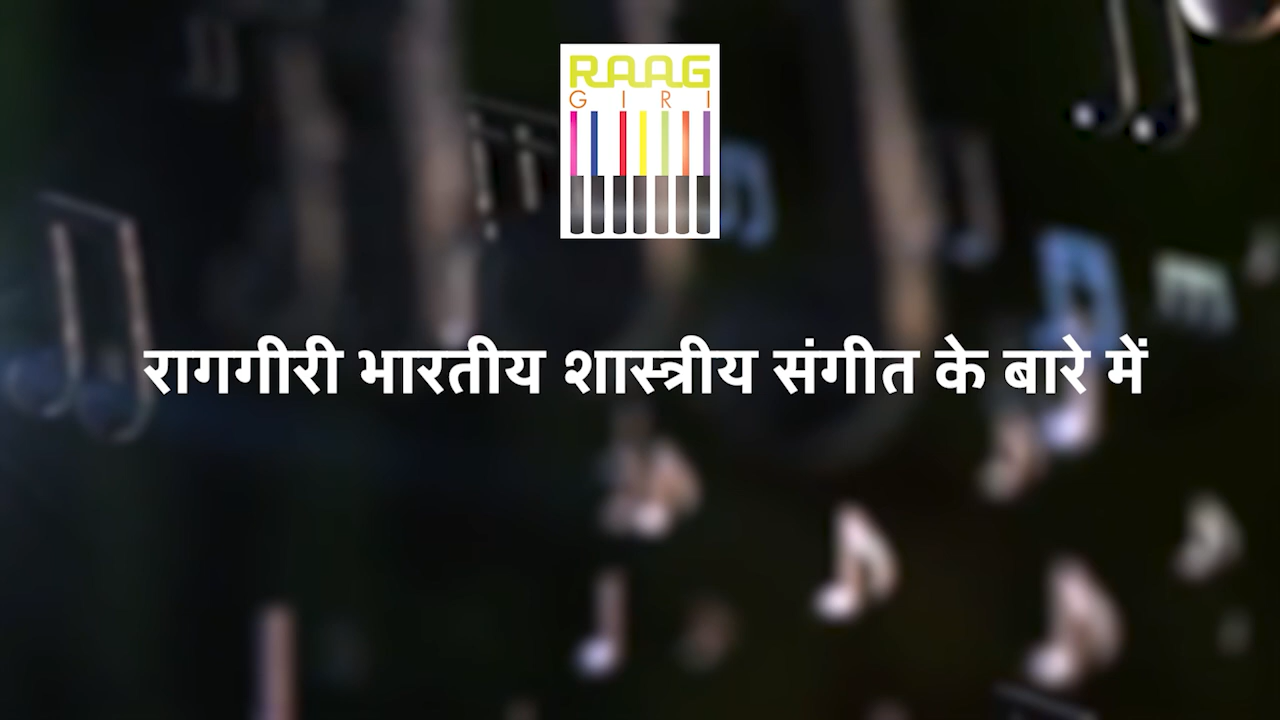 RAAG
GIRI
रागगीरी भारतीय शास्त्रीय संगीत के बारे में